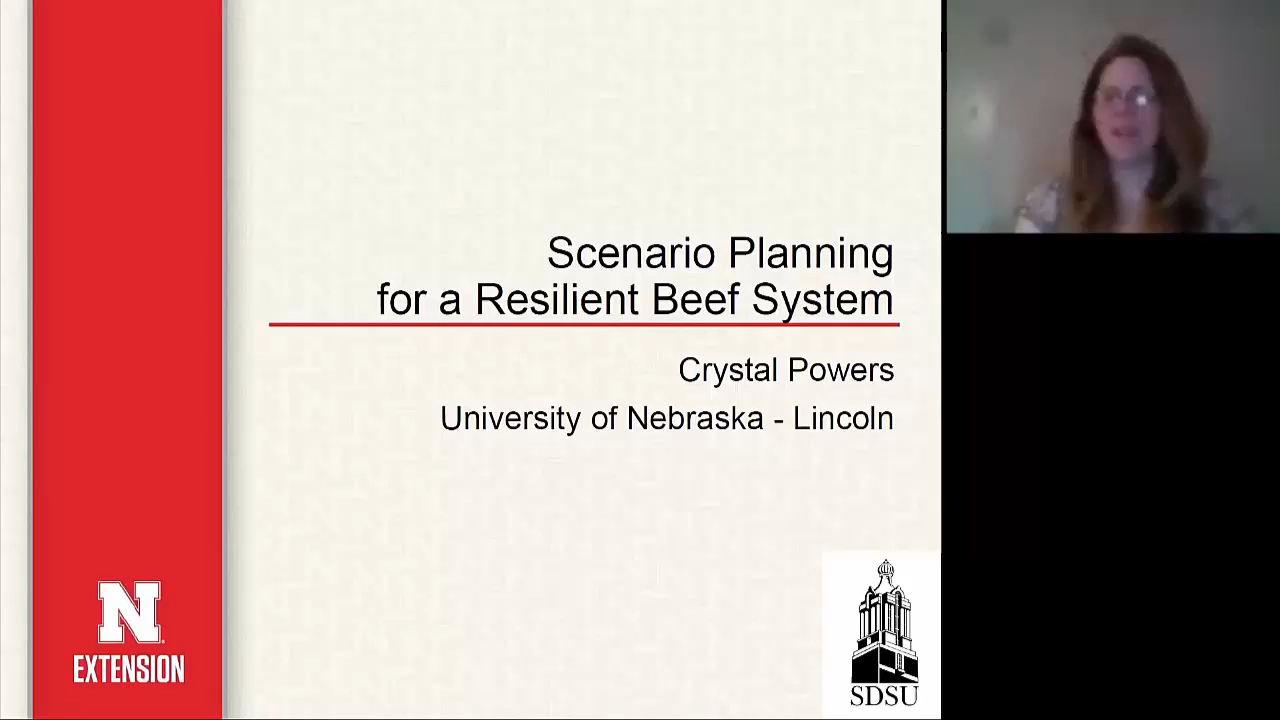 Scenario Planning
for a Resilient Beef System
Crystal Powers
University of Nebraska - Lincoln
N
EXTENSION
SDSU